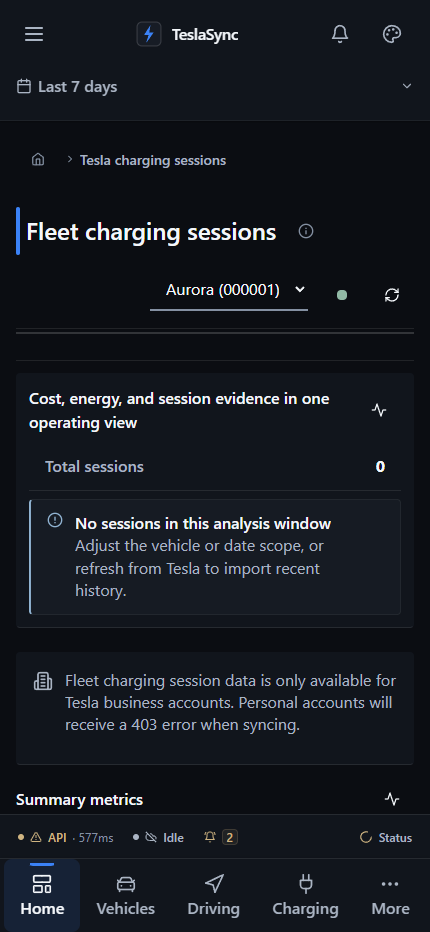 TeslaSync
Last 7 days
Tesla charging sessions
Fleet charging sessions
Aurora (000001)
Cost, energy, and session evidence in one
operating view
Total sessions 0
No sessions in this analysis window
Adjust the vehicle or date scope, or
refresh from Tesla to import recent
history.
Fleet charging session data is only available for
Tesla business accounts. Personal accounts will
receive a 403 error when syncing.
Summary metrics
API · 577ms Idle 2 Status
Home Vehicles Driving Charging More